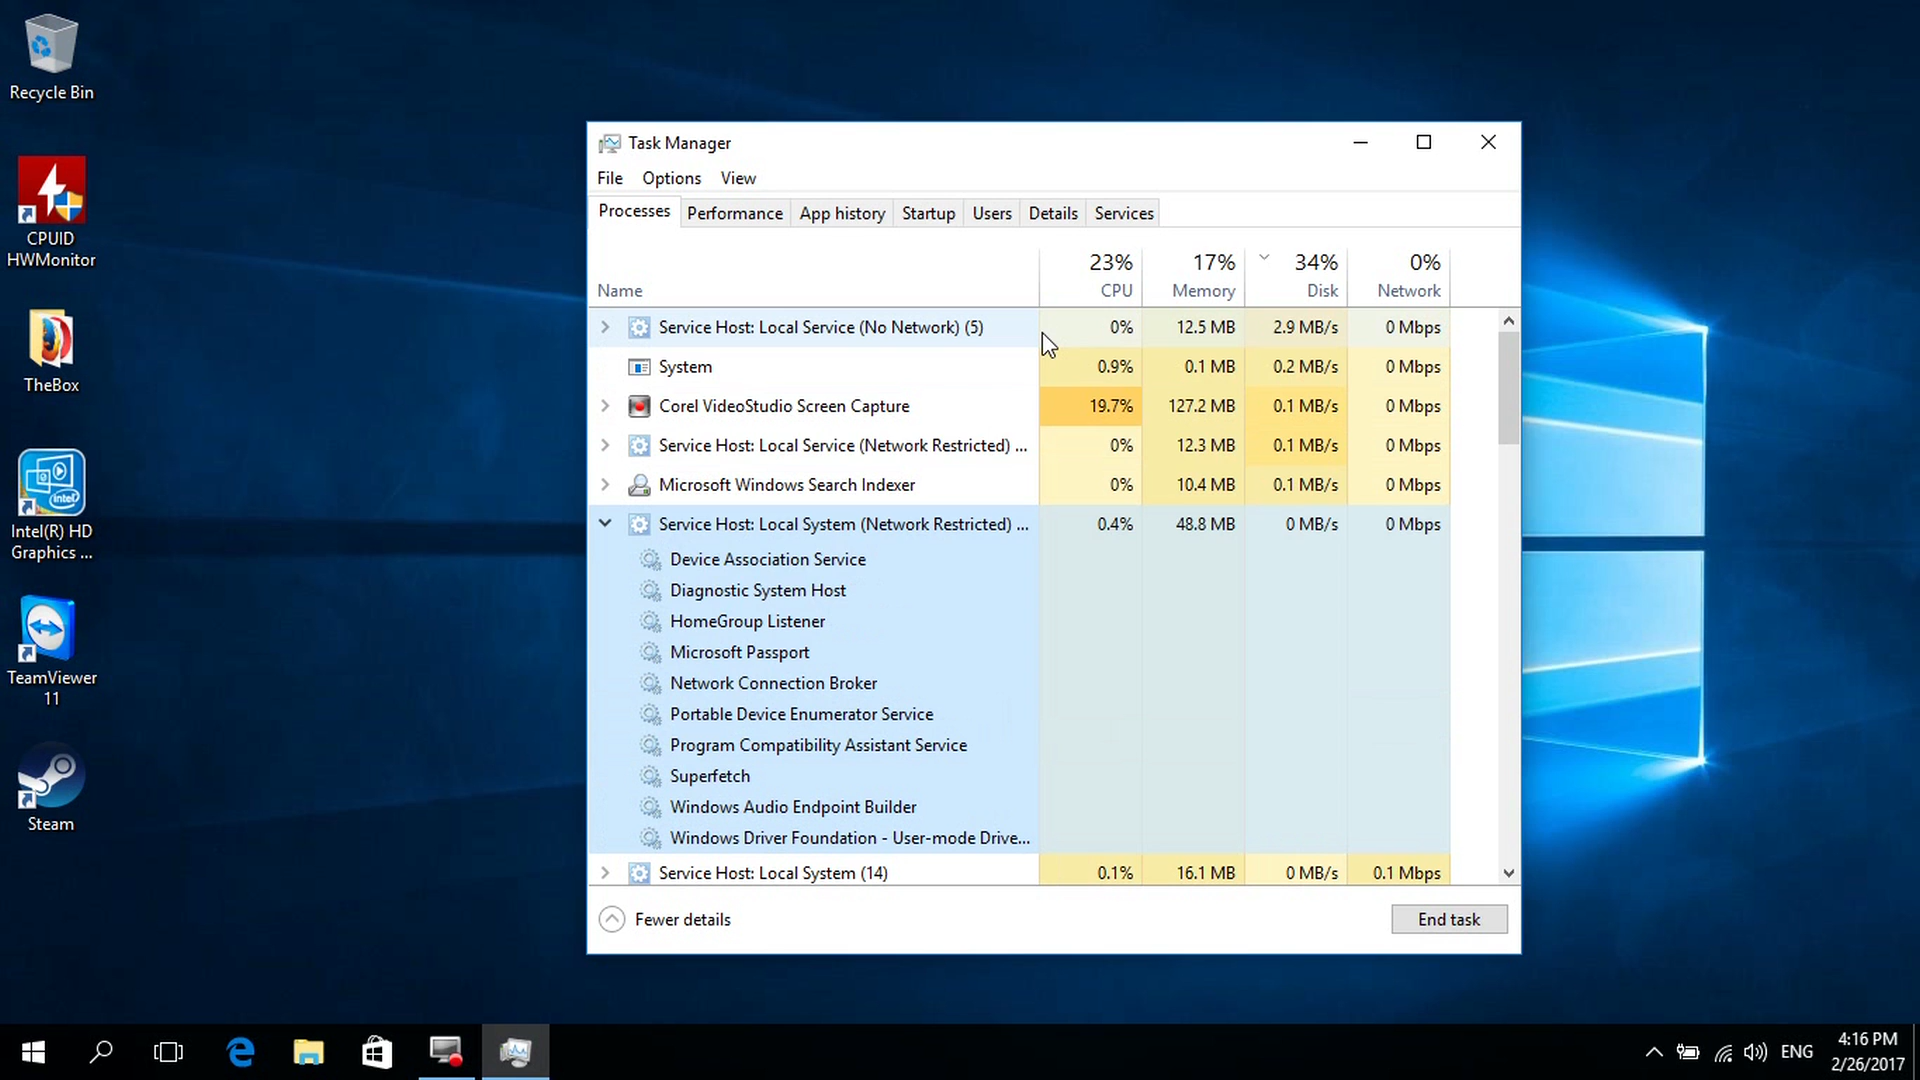 Recycle Bin
CPUID
HWMonitor
TheBox
Intel(R) HD
Graphics ...
TeamViewer
11
Steam
Task Manager
File Options View
Processes Performance App history Startup Users Details Services
23% 17% 34% 0%
Name CPU Memory Disk Network
Service Host: Local Service (No Network) (5) 0% 12.5 MB 2.9 MB/s 0 Mbps
System 0.9% 0.1 MB 0.2 MB/s 0 Mbps
Corel VideoStudio Screen Capture 19.7% 127.2 MB 0.1 MB/s 0 Mbps
Service Host: Local Service (Network Restricted) ... 0% 12.3 MB 0.1 MB/s 0 Mbps
Microsoft Windows Search Indexer 0% 10.4 MB 0.1 MB/s 0 Mbps
Service Host: Local System (Network Restricted) ... 0.4% 48.8 MB 0 MB/s 0 Mbps
Device Association Service
Diagnostic System Host
HomeGroup Listener
Microsoft Passport
Network Connection Broker
Portable Device Enumerator Service
Program Compatibility Assistant Service
Superfetch
Windows Audio Endpoint Builder
Windows Driver Foundation - User-mode Drive...
Service Host: Local System (14) 0.1% 16.1 MB 0 MB/s 0.1 Mbps
Fewer details End task
intel
ENG
4:16 PM
2/26/2017